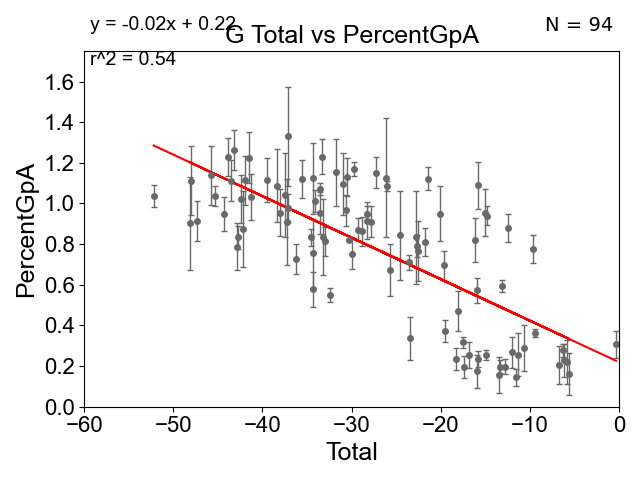 y = -0.02x + 0.22
G Total vs PercentGpA
N = 94
r^2 = 0.54
PercentGpA
1.6
1.4
1.2
1.0
0.8
0.6
0.4
0.2
0.0
−60 −50 −40 −30 −20 −10 0
Total